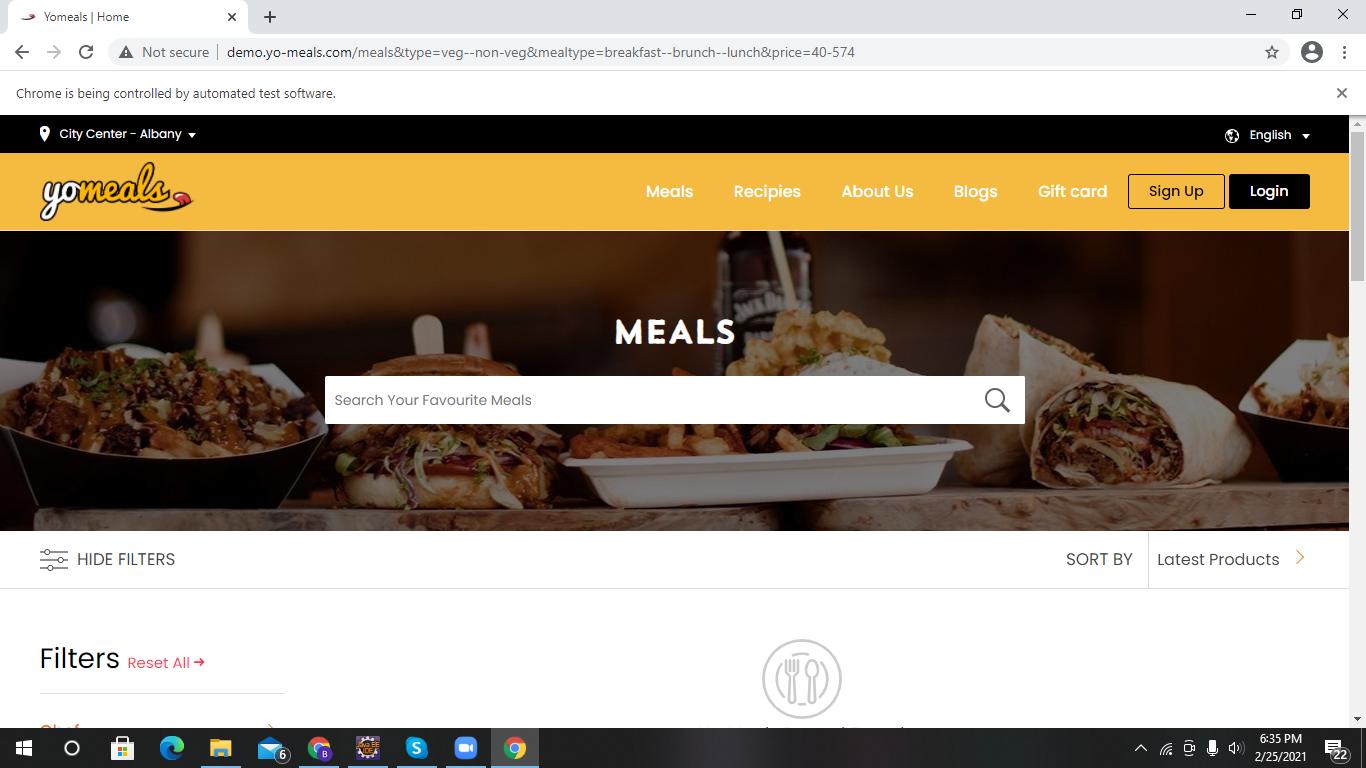 Yomeals | Home
Not secure
demo.yo-meals.com/meals&type=veg--non-veg&mealtype=breakfast--brunch--lunch&price=40-574
Chrome is being controlled by automated test software.
City Center - Albany
English
yomeals
Meals
Recipies
About Us
Blogs
Gift card
Sign Up
Login
MEALS
Search Your Favourite Meals
HIDE FILTERS
SORT BY
Latest Products
Filters
Reset All
6
B
S
6:35 PM
2/25/2021
22